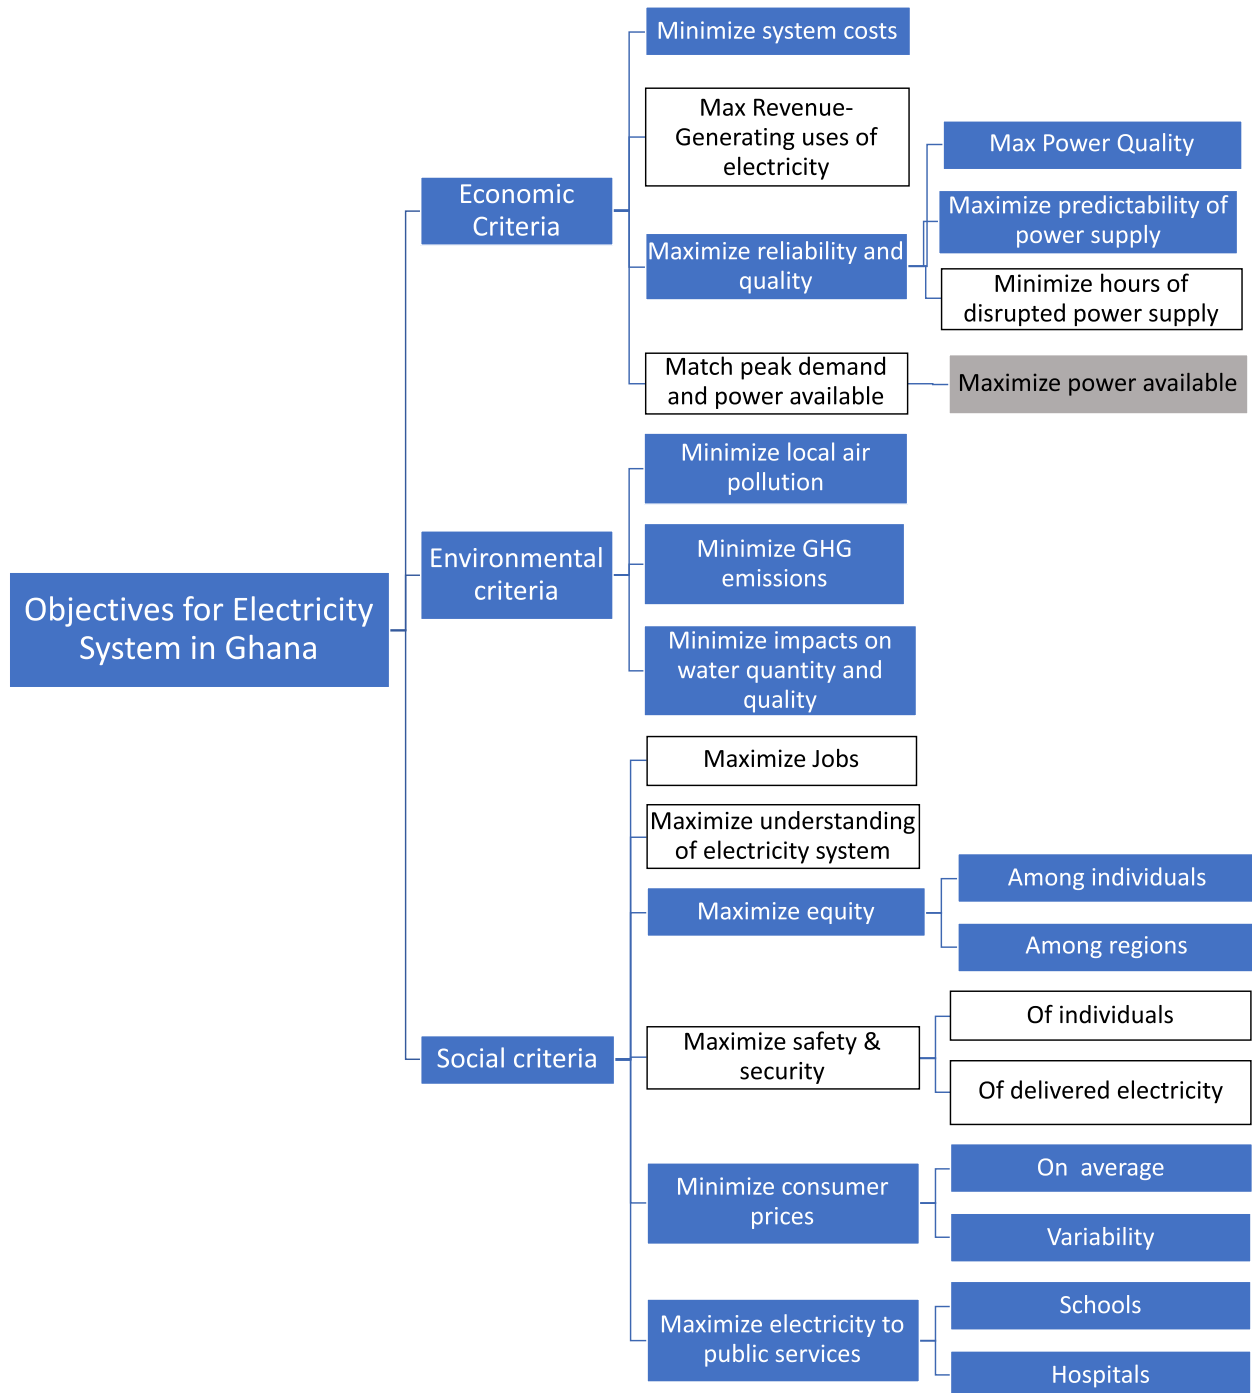 Objectives for Electricity
System in Ghana
Economic
Criteria
Minimize system costs
Max Revenue-
Generating uses of
electricity
Maximize reliability and
quality
Max Power Quality
Maximize predictability of
power supply
Minimize hours of
disrupted power supply
Match peak demand
and power available
Maximize power available
Environmental
criteria
Minimize local air
pollution
Minimize GHG
emissions
Minimize impacts on
water quantity and
quality
Social criteria
Maximize Jobs
Maximize understanding
of electricity system
Maximize equity
Among individuals
Among regions
Maximize safety &
security
Of individuals
Of delivered electricity
Minimize consumer
prices
On average
Variability
Maximize electricity to
public services
Schools
Hospitals